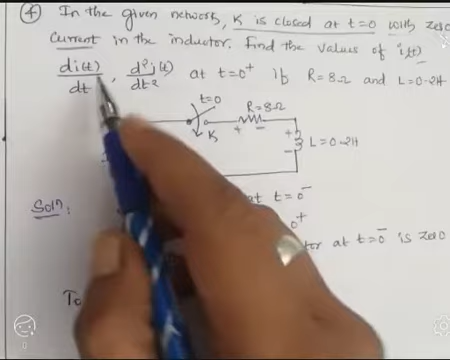 ④ In the given network, K is closed at t=0 with zero
current in the inductor. Find the values of i(t)
di(t)/dt, d²i(t)/dt² at t=0⁺ if R=8Ω and L=0.2H
t=0
R=8Ω
K
+ −
+
−
L=0.2H
Soln:
at t=0⁻
0⁺
at t=0⁻ is zero
To